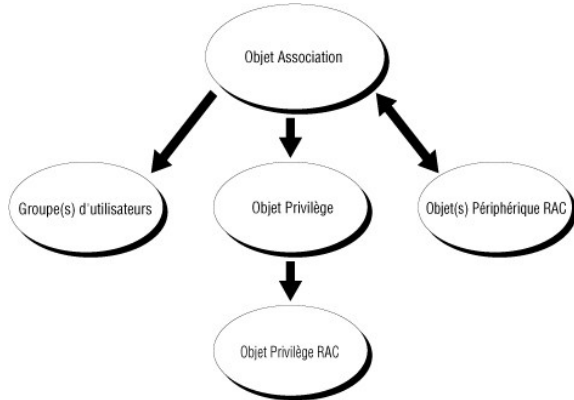 Objet Association
Groupe(s) d'utilisateurs
Objet Privilège
Objet(s) Périphérique RAC
Objet Privilège RAC